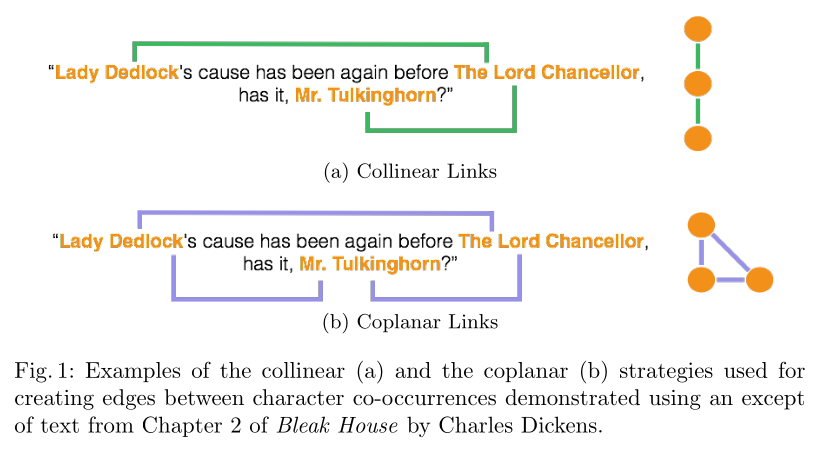 “Lady Dedlock's cause has been again before The Lord Chancellor,
has it, Mr. Tulkinghorn?”
(a) Collinear Links
“Lady Dedlock's cause has been again before The Lord Chancellor,
has it, Mr. Tulkinghorn?”
(b) Coplanar Links
Fig. 1: Examples of the collinear (a) and the coplanar (b) strategies used for
creating edges between character co-occurrences demonstrated using an except
of text from Chapter 2 of Bleak House by Charles Dickens.